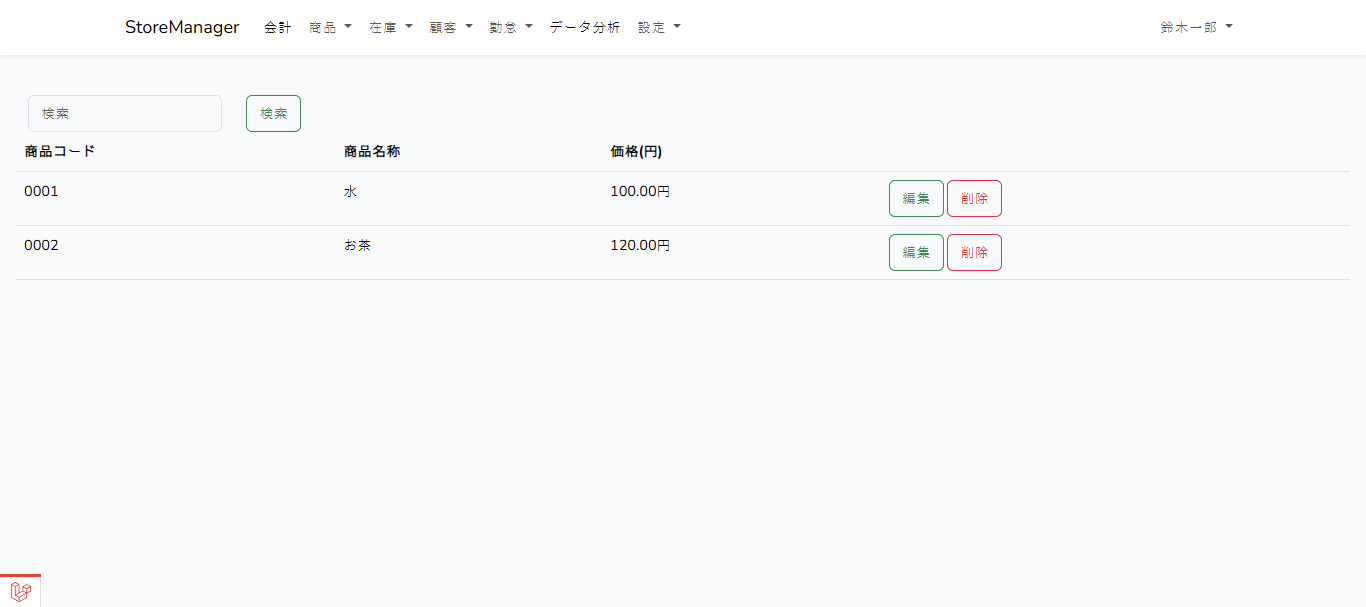 StoreManager 会計 商品 在庫 顧客 勤怠 データ分析 設定 鈴木一郎
検索 検索
商品コード 商品名称 価格(円)
0001 水 100.00円 編集 削除
0002 お茶 120.00円 編集 削除